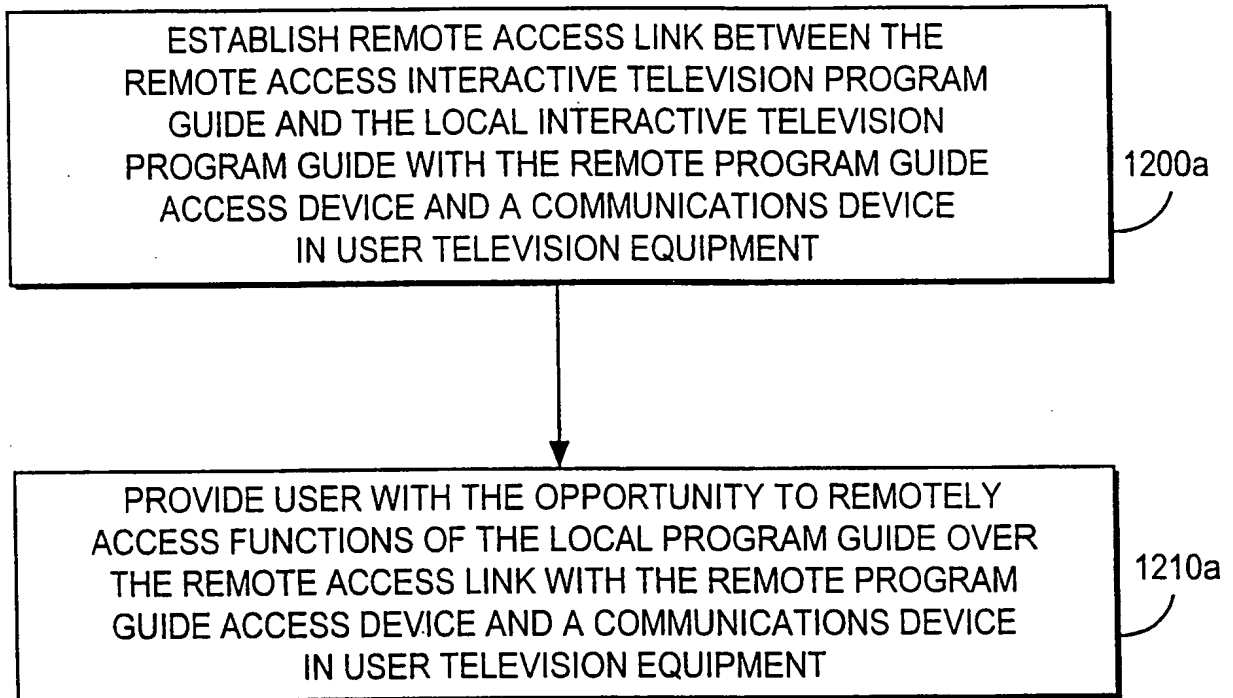 ESTABLISH REMOTE ACCESS LINK BETWEEN THE
REMOTE ACCESS INTERACTIVE TELEVISION PROGRAM
GUIDE AND THE LOCAL INTERACTIVE TELEVISION
PROGRAM GUIDE WITH THE REMOTE PROGRAM GUIDE
ACCESS DEVICE AND A COMMUNICATIONS DEVICE
IN USER TELEVISION EQUIPMENT
1200a
PROVIDE USER WITH THE OPPORTUNITY TO REMOTELY
ACCESS FUNCTIONS OF THE LOCAL PROGRAM GUIDE OVER
THE REMOTE ACCESS LINK WITH THE REMOTE PROGRAM
GUIDE ACCESS DEVICE AND A COMMUNICATIONS DEVICE
IN USER TELEVISION EQUIPMENT
1210a